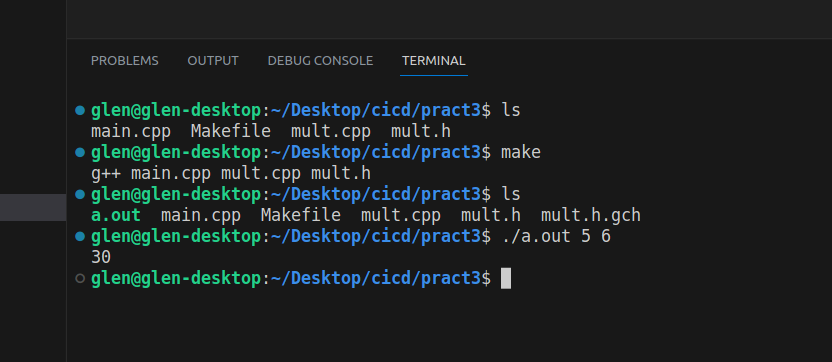 PROBLEMS OUTPUT DEBUG CONSOLE TERMINAL
glen@glen-desktop:~/Desktop/cicd/pract3$ ls
main.cpp  Makefile  mult.cpp  mult.h
glen@glen-desktop:~/Desktop/cicd/pract3$ make
g++ main.cpp mult.cpp mult.h
glen@glen-desktop:~/Desktop/cicd/pract3$ ls
a.out  main.cpp  Makefile  mult.cpp  mult.h  mult.h.gch
glen@glen-desktop:~/Desktop/cicd/pract3$ ./a.out 5 6
30
glen@glen-desktop:~/Desktop/cicd/pract3$